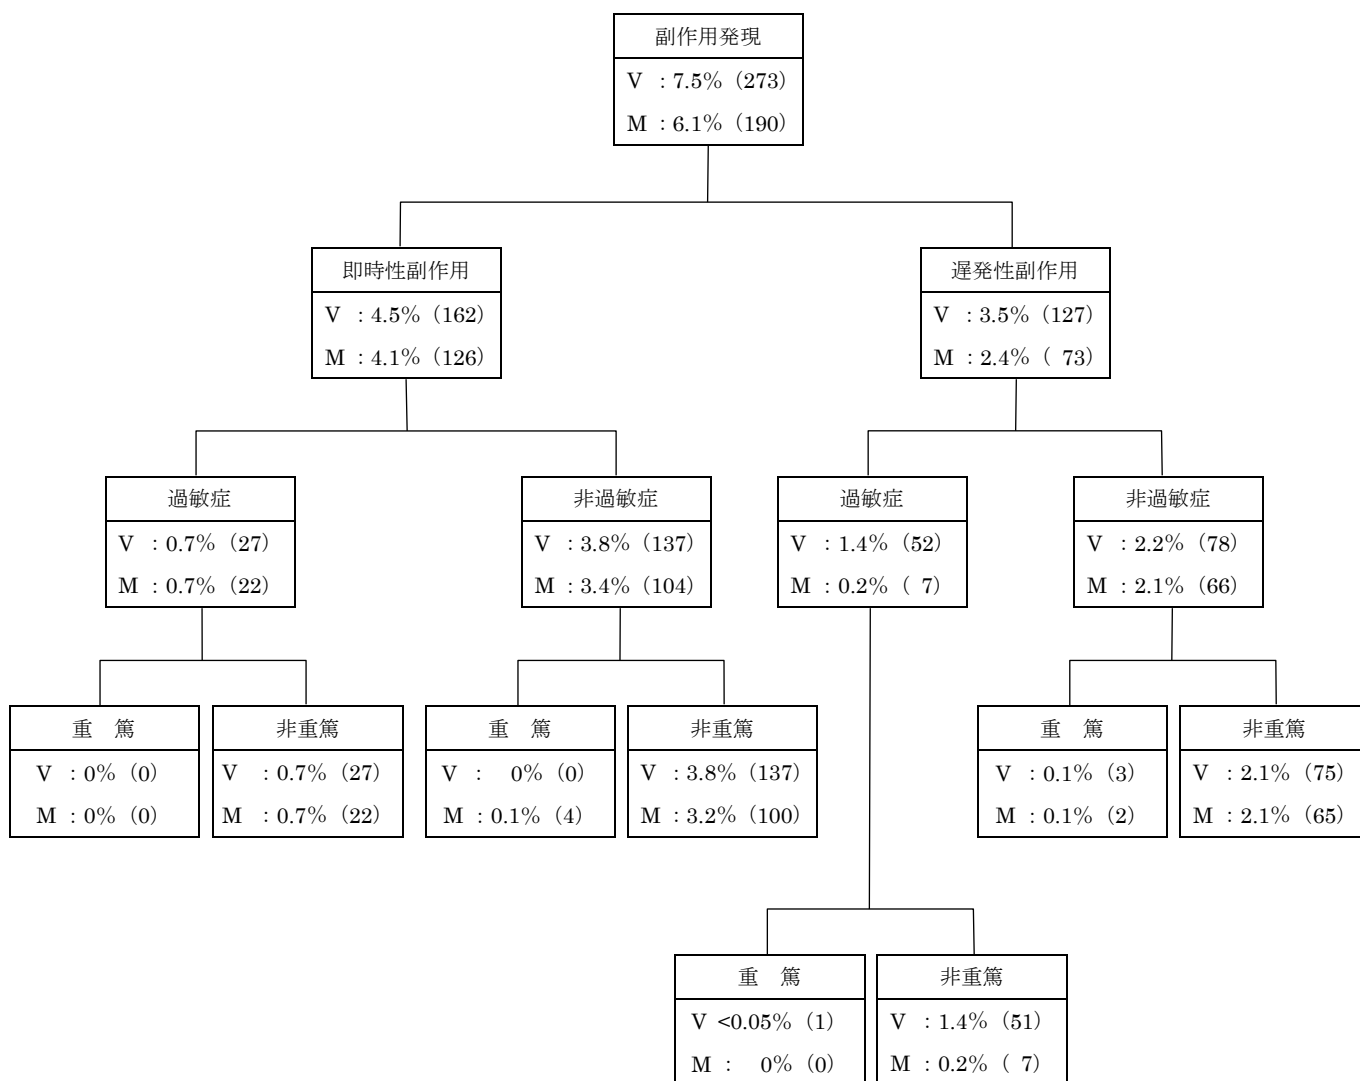 副作用発現
V : 7.5% (273)
M : 6.1% (190)
即時性副作用
V : 4.5% (162)
M : 4.1% (126)
遅発性副作用
V : 3.5% (127)
M : 2.4% ( 73)
過敏症
V : 0.7% (27)
M : 0.7% (22)
非過敏症
V : 3.8% (137)
M : 3.4% (104)
過敏症
V : 1.4% (52)
M : 0.2% ( 7)
非過敏症
V : 2.2% (78)
M : 2.1% (66)
重 篤
V : 0% (0)
M : 0% (0)
非重篤
V : 0.7% (27)
M : 0.7% (22)
重 篤
V : 0% (0)
M : 0.1% (4)
非重篤
V : 3.8% (137)
M : 3.2% (100)
重 篤
V : 0.1% (3)
M : 0.1% (2)
非重篤
V : 2.1% (75)
M : 2.1% (65)
重 篤
V <0.05% (1)
M : 0% (0)
非重篤
V : 1.4% (51)
M : 0.2% ( 7)